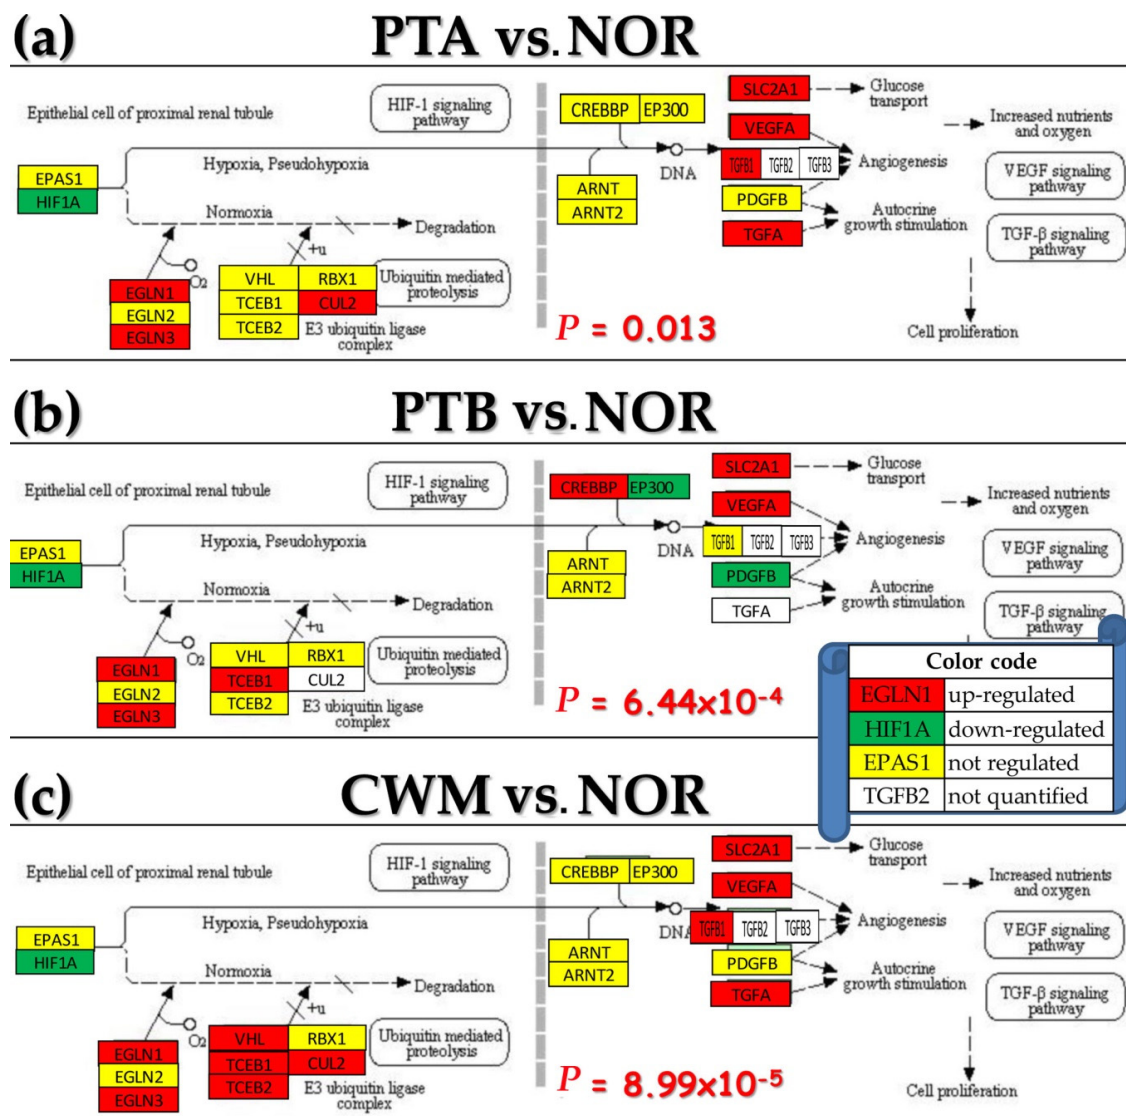 (a) PTA vs. NOR
Epithelial cell of proximal renal tubule
HIF-1 signaling
pathway
CREBBP EP300
SLC2A1
Glucose
transport
VEGFA
Increased nutrients
and oxygen
Hypoxia, Pseudohypoxia
DNA
TGFB1 TGFB2 TGFB3
Angiogenesis
VEGF signaling
pathway
EPAS1
HIF1A
ARNT
ARNT2
PDGFB
Normoxia
Degradation
Autocrine
growth stimulation
TGFA
TGF-β signaling
pathway
+u
O2
VHL RBX1
TCEB1 CUL2
TCEB2
Ubiquitin mediated
proteolysis
EGLN1
EGLN2
EGLN3
E3 ubiquitin ligase
complex
P = 0.013
Cell proliferation
(b) PTB vs. NOR
Epithelial cell of proximal renal tubule
HIF-1 signaling
pathway
CREBBP EP300
SLC2A1
Glucose
transport
VEGFA
Increased nutrients
and oxygen
Hypoxia, Pseudohypoxia
DNA
TGFB1 TGFB2 TGFB3
Angiogenesis
VEGF signaling
pathway
EPAS1
HIF1A
ARNT
ARNT2
PDGFB
Normoxia
Degradation
Autocrine
growth stimulation
TGFA
TGF-β signaling
pathway
+u
O2
VHL RBX1
TCEB1 CUL2
TCEB2
Ubiquitin mediated
proteolysis
EGLN1
EGLN2
EGLN3
E3 ubiquitin ligase
complex
P = 6.44x10-4
Color code
EGLN1 up-regulated
HIF1A down-regulated
EPAS1 not regulated
TGFB2 not quantified
(c) CWM vs. NOR
Epithelial cell of proximal renal tubule
HIF-1 signaling
pathway
CREBBP EP300
SLC2A1
Glucose
transport
VEGFA
Increased nutrients
and oxygen
Hypoxia, Pseudohypoxia
DNA
TGFB1 TGFB2 TGFB3
Angiogenesis
VEGF signaling
pathway
EPAS1
HIF1A
ARNT
ARNT2
PDGFB
Normoxia
Degradation
Autocrine
growth stimulation
TGFA
TGF-β signaling
pathway
+u
O2
VHL RBX1
TCEB1 CUL2
TCEB2
Ubiquitin mediated
proteolysis
EGLN1
EGLN2
EGLN3
E3 ubiquitin ligase
complex
P = 8.99x10-5
Cell proliferation